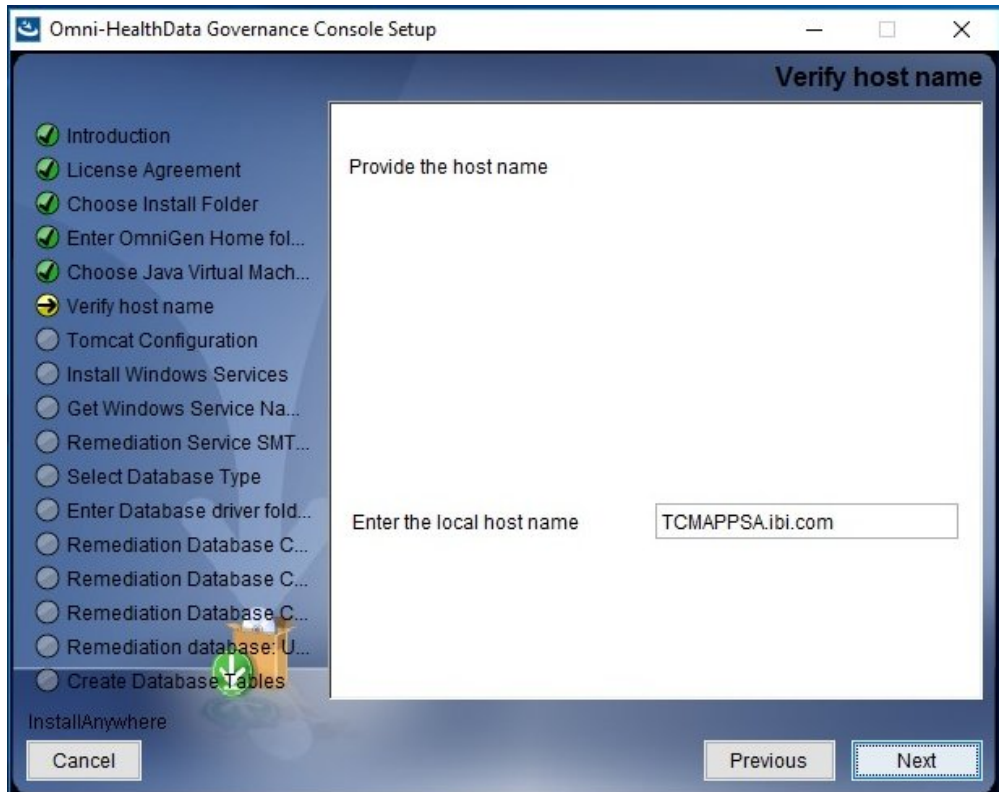 Omni-HealthData Governance Console Setup
Verify host name
Introduction
License Agreement
Choose Install Folder
Enter OmniGen Home fol...
Choose Java Virtual Mach...
Verify host name
Tomcat Configuration
Install Windows Services
Get Windows Service Na...
Remediation Service SMT...
Select Database Type
Enter Database driver fold...
Remediation Database C...
Remediation Database C...
Remediation Database C...
Remediation database: U...
Create Database Tables
Provide the host name
Enter the local host name TCMAPPSA.ibi.com
InstallAnywhere
Cancel Previous Next